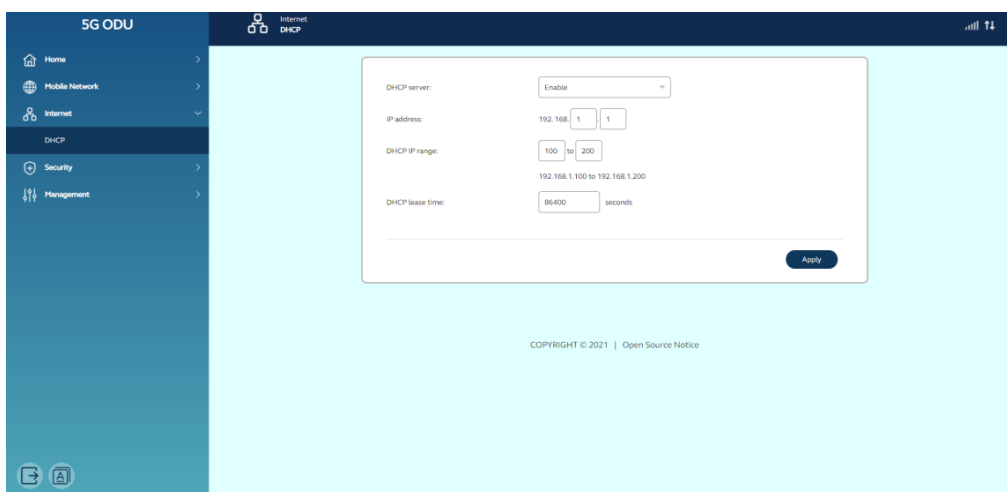 5G ODU
Internet
DHCP
Home
Mobile Network
Internet
DHCP
Security
Management
DHCP server: Enable
IP address: 192. 168. 1 . 1
DHCP IP range: 100 to 200
192.168.1.100 to 192.168.1.200
DHCP lease time: 86400 seconds
Apply
COPYRIGHT © 2021 | Open Source Notice
A